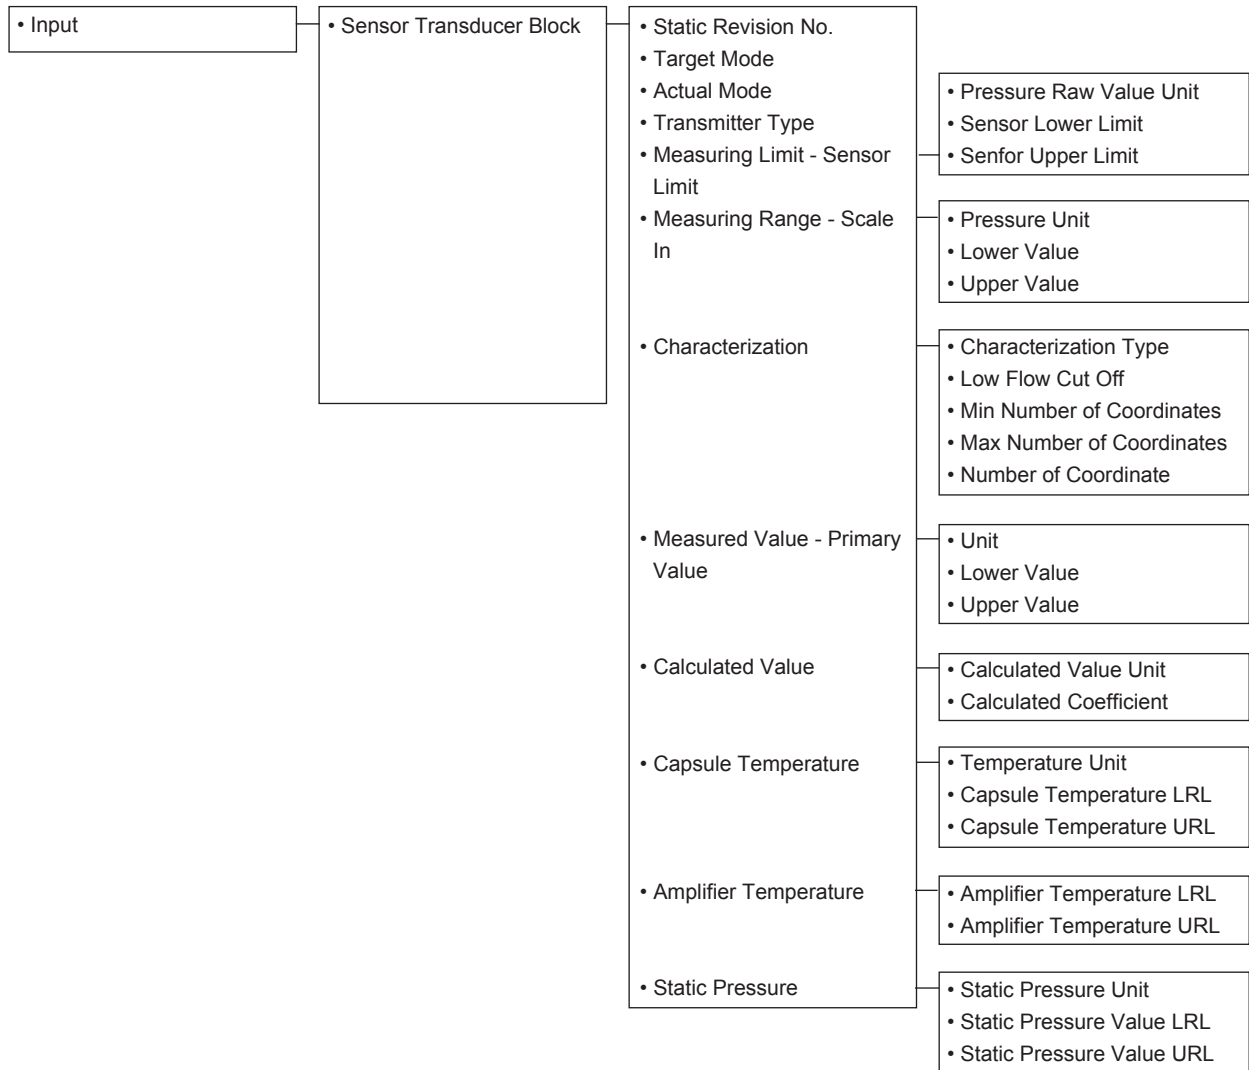 • Input
• Sensor Transducer Block
• Static Revision No.
• Target Mode
• Actual Mode
• Transmitter Type
• Measuring Limit - Sensor
Limit
• Measuring Range - Scale
In
• Characterization
• Measured Value - Primary
Value
• Calculated Value
• Capsule Temperature
• Amplifier Temperature
• Static Pressure
• Pressure Raw Value Unit
• Sensor Lower Limit
• Senfor Upper Limit
• Pressure Unit
• Lower Value
• Upper Value
• Characterization Type
• Low Flow Cut Off
• Min Number of Coordinates
• Max Number of Coordinates
• Number of Coordinate
• Unit
• Lower Value
• Upper Value
• Calculated Value Unit
• Calculated Coefficient
• Temperature Unit
• Capsule Temperature LRL
• Capsule Temperature URL
• Amplifier Temperature LRL
• Amplifier Temperature URL
• Static Pressure Unit
• Static Pressure Value LRL
• Static Pressure Value URL